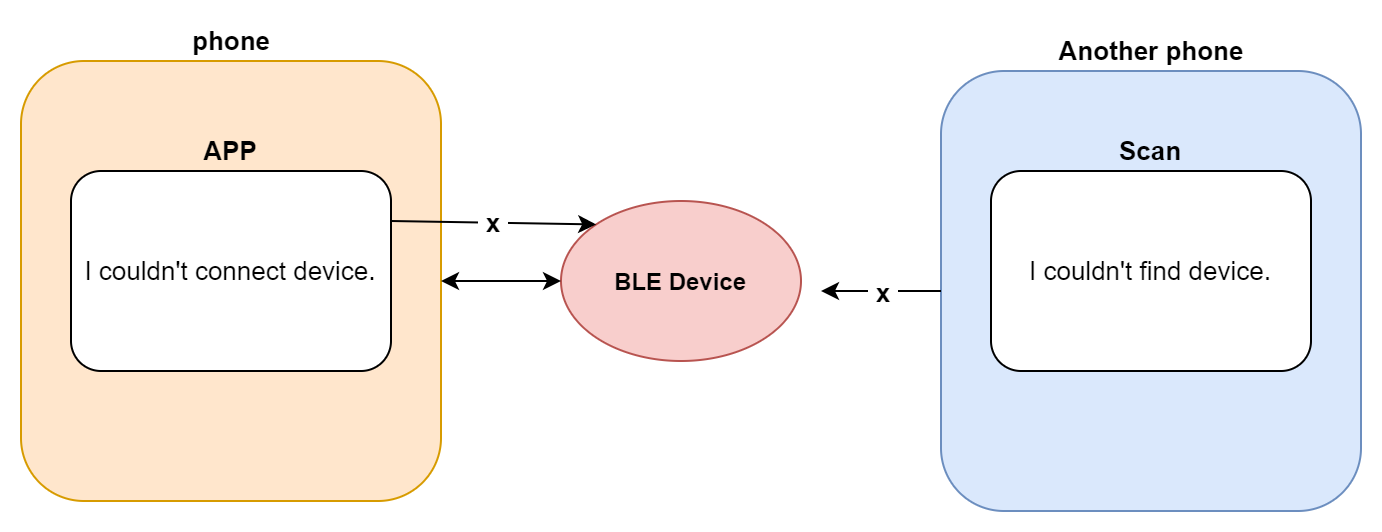 phone
Another phone
APP
Scan
I couldn't connect device.
x
BLE Device
x
I couldn't find device.